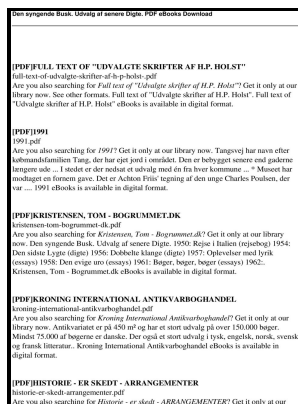 Den syngende Busk. Udvalg af senere Digte. PDF eBooks Download
[PDF]FULL TEXT OF "UDVALGTE SKRIFTER AF H.P. HOLST"
full-text-of-udvalgte-skrifter-af-h-p-holst-.pdf
Are you also searching for Full text of "Udvalgte skrifter af H.P. Holst"? Get it only at our
library now. See other formats. Full text of "Udvalgte skrifter af H.P. Holst". Full text of
"Udvalgte skrifter af H.P. Holst" eBooks is available in digital format.
[PDF]1991
1991.pdf
Are you also searching for 1991? Get it only at our library now. Tangsvej har navn efter
købmandsfamilien Tang, der har ejet jord i området. Den er bebygget senere end gaderne
længere ude ... I stedet er der nedsat et udvalg med én fra hver kommune ... * Museet har
modtaget en fornem gave. Det er Achton Friis' tegning af den unge Charles Poulsen, der
var .... 1991 eBooks is available in digital format.
[PDF]KRISTENSEN, TOM - BOGRUMMET.DK
kristensen-tom-bogrummet-dk.pdf
Are you also searching for Kristensen, Tom - Bogrummet.dk? Get it only at our library
now. Den syngende Busk. Udvalg af senere Digte. 1950: Rejse i Italien (rejsebog) 1954:
Den sidste Lygte (digte) 1956: Dobbelte klange (digte) 1957: Oplevelser med lyrik
(essays) 1958: Den evige uro (essays) 1961: Bøger, bøger, bøger (essays) 1962:.
Kristensen, Tom - Bogrummet.dk eBooks is available in digital format.
[PDF]KRONING INTERNATIONAL ANTIKVARBOGHANDEL
kroning-international-antikvarboghandel.pdf
Are you also searching for Kroning International Antikvarboghandel? Get it only at our
library now. Antikvariatet er på 450 m² og har et stort udvalg på over 150.000 bøger.
Mindst 75.000 af bøgerne er danske. Der også et stort udvalg i tysk, engelsk, norsk, svensk
og fransk litteratur.. Kroning International Antikvarboghandel eBooks is available in
digital format.
[PDF]HISTORIE - ER SKEDT - ARRANGEMENTER
historie-er-skedt-arrangementer.pdf
Are you also searching for Historie - er skedt - ARRANGEMENTER? Get it only at our